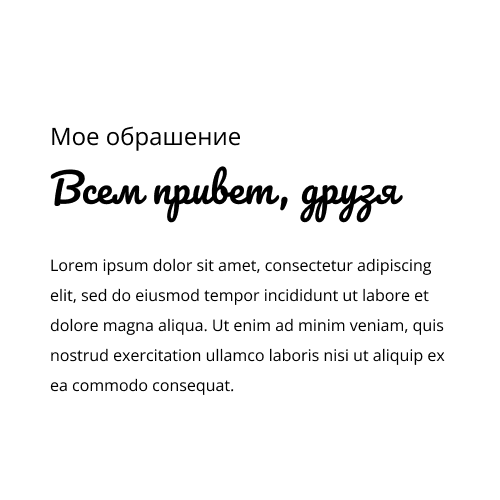 Мое обрашение
Всем привет, друзя
Lorem ipsum dolor sit amet, consectetur adipiscing
elit, sed do eiusmod tempor incididunt ut labore et
dolore magna aliqua. Ut enim ad minim veniam, quis
nostrud exercitation ullamco laboris nisi ut aliquip ex
ea commodo consequat.